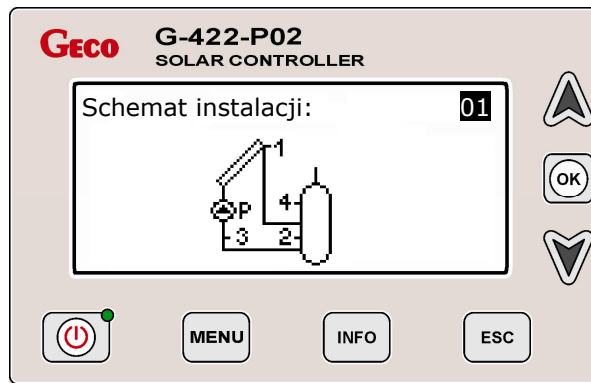 GECO
G-422-P02
SOLAR CONTROLLER
Schemat instalacji: 01
1
4
P
3 2
OK
MENU INFO ESC